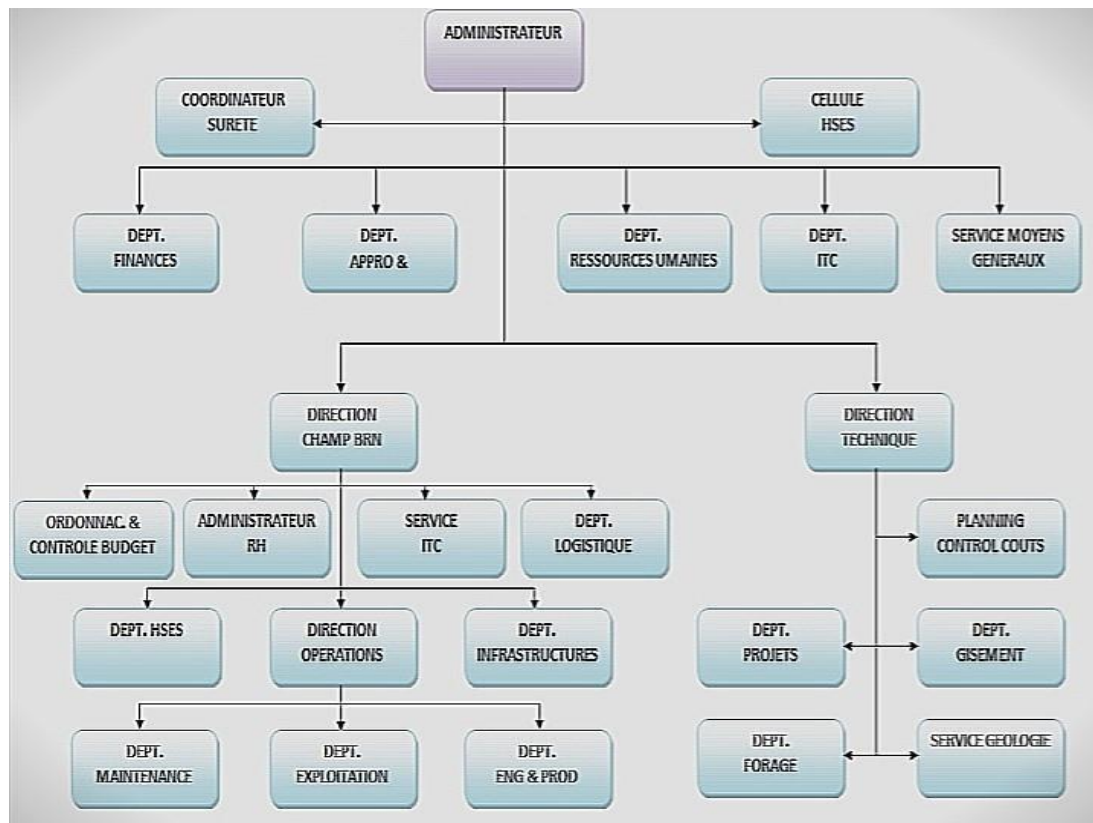 ADMINISTRATEUR
COORDINATEUR
SURETE
CELLULE
HSES
DEPT.
FINANCES
DEPT.
APPRO &
DEPT.
RESSOURCES UMAINES
DEPT.
ITC
SERVICE MOYENS
GENERAUX
DIRECTION
CHAMP BRN
DIRECTION
TECHNIQUE
ORDONNAC. &
CONTROLE BUDGET
ADMINISTRATEUR
RH
SERVICE
ITC
DEPT.
LOGISTIQUE
PLANNING
CONTROL COUTS
DEPT. HSES
DIRECTION
OPERATIONS
DEPT.
INFRASTRUCTURES
DEPT.
PROJETS
DEPT.
GISEMENT
DEPT.
MAINTENANCE
DEPT.
EXPLOITATION
DEPT.
ENG & PROD
DEPT.
FORAGE
SERVICE GEOLOGIE